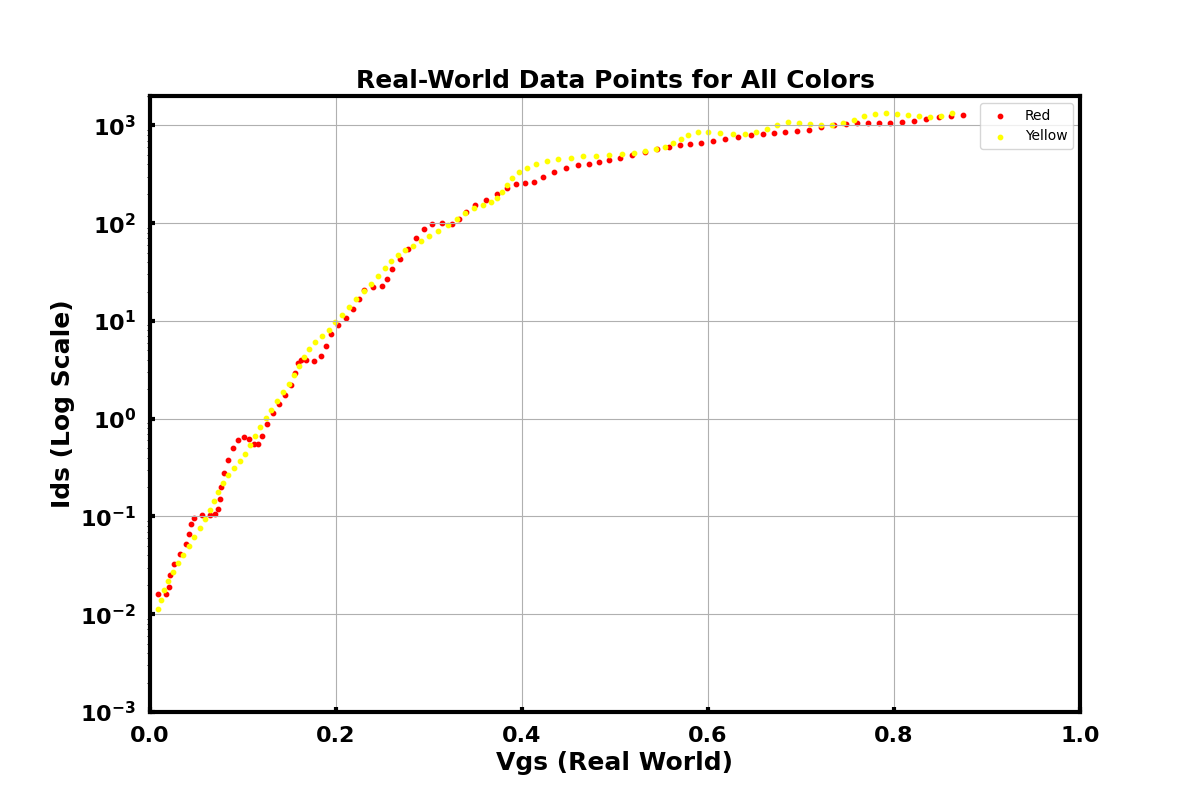 Real-World Data Points for All Colors
Red
Yellow
Ids (Log Scale)
10³
10²
10¹
10⁰
10⁻¹
10⁻²
10⁻³
0.0 0.2 0.4 0.6 0.8 1.0
Vgs (Real World)